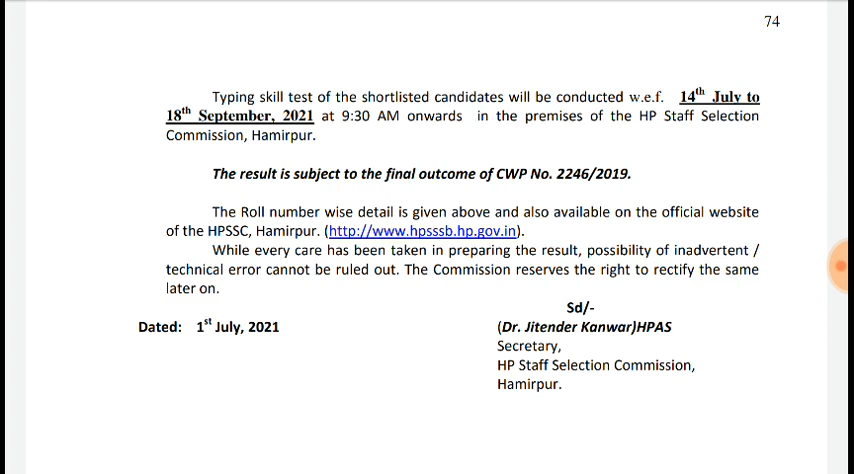 74
Typing skill test of the shortlisted candidates will be conducted w.e.f. 14th July to
18th September, 2021 at 9:30 AM onwards in the premises of the HP Staff Selection
Commission, Hamirpur.
The result is subject to the final outcome of CWP No. 2246/2019.
The Roll number wise detail is given above and also available on the official website
of the HPSSC, Hamirpur. (http://www.hpsssb.hp.gov.in).
While every care has been taken in preparing the result, possibility of inadvertent /
technical error cannot be ruled out. The Commission reserves the right to rectify the same
later on.
Sd/-
Dated: 1st July, 2021 (Dr. Jitender Kanwar)HPAS
Secretary,
HP Staff Selection Commission,
Hamirpur.